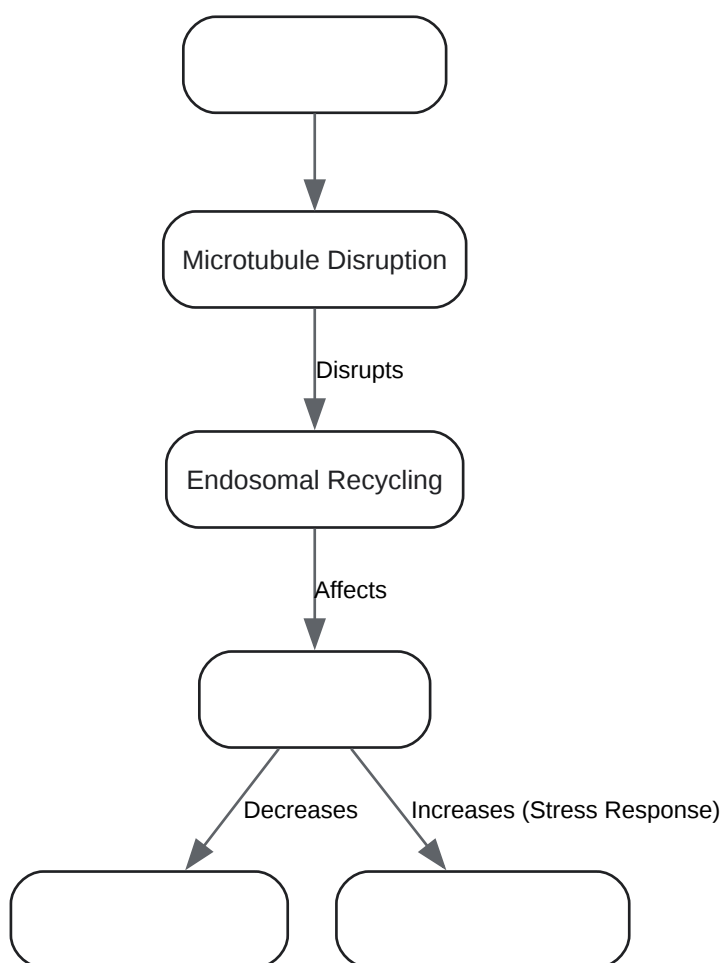 Microtubule Disruption
Disrupts
Endosomal Recycling
Affects
Decreases
Increases (Stress Response)